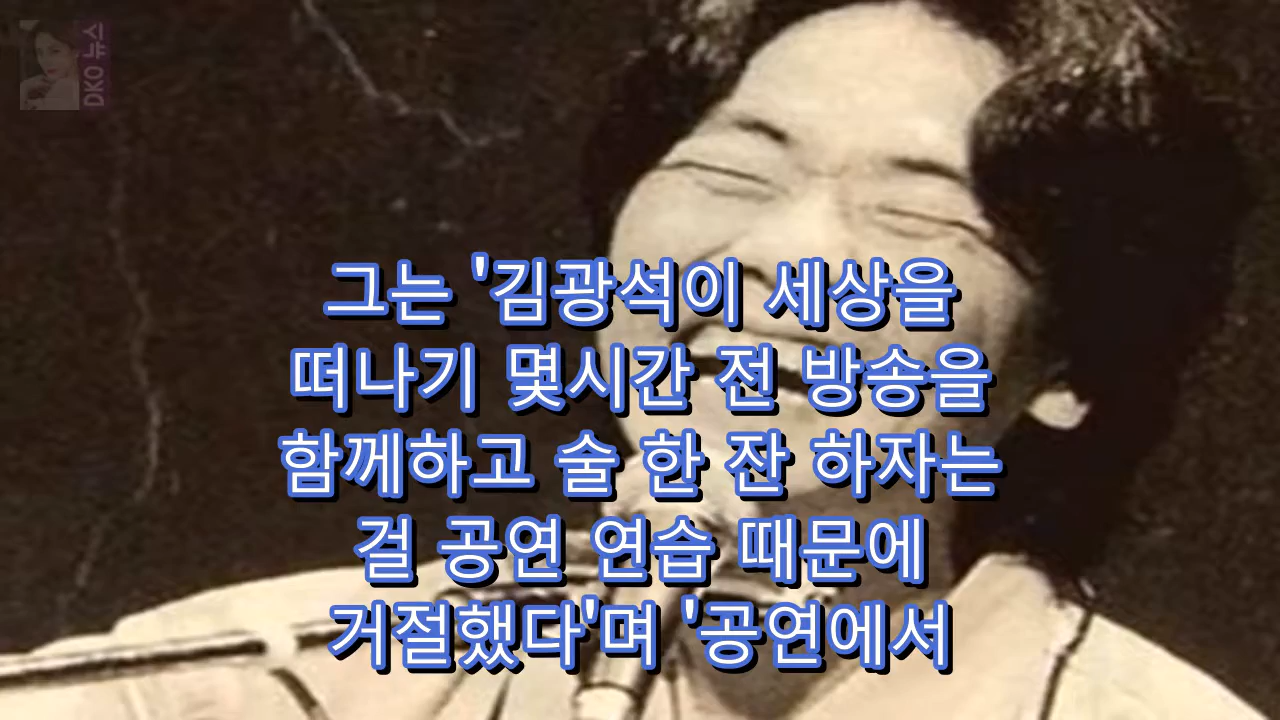 DKO 뉴스
그는 '김광석이 세상을
떠나기 몇시간 전 방송을
함께하고 술 한 잔 하자는
걸 공연 연습 때문에
거절했다'며 '공연에서